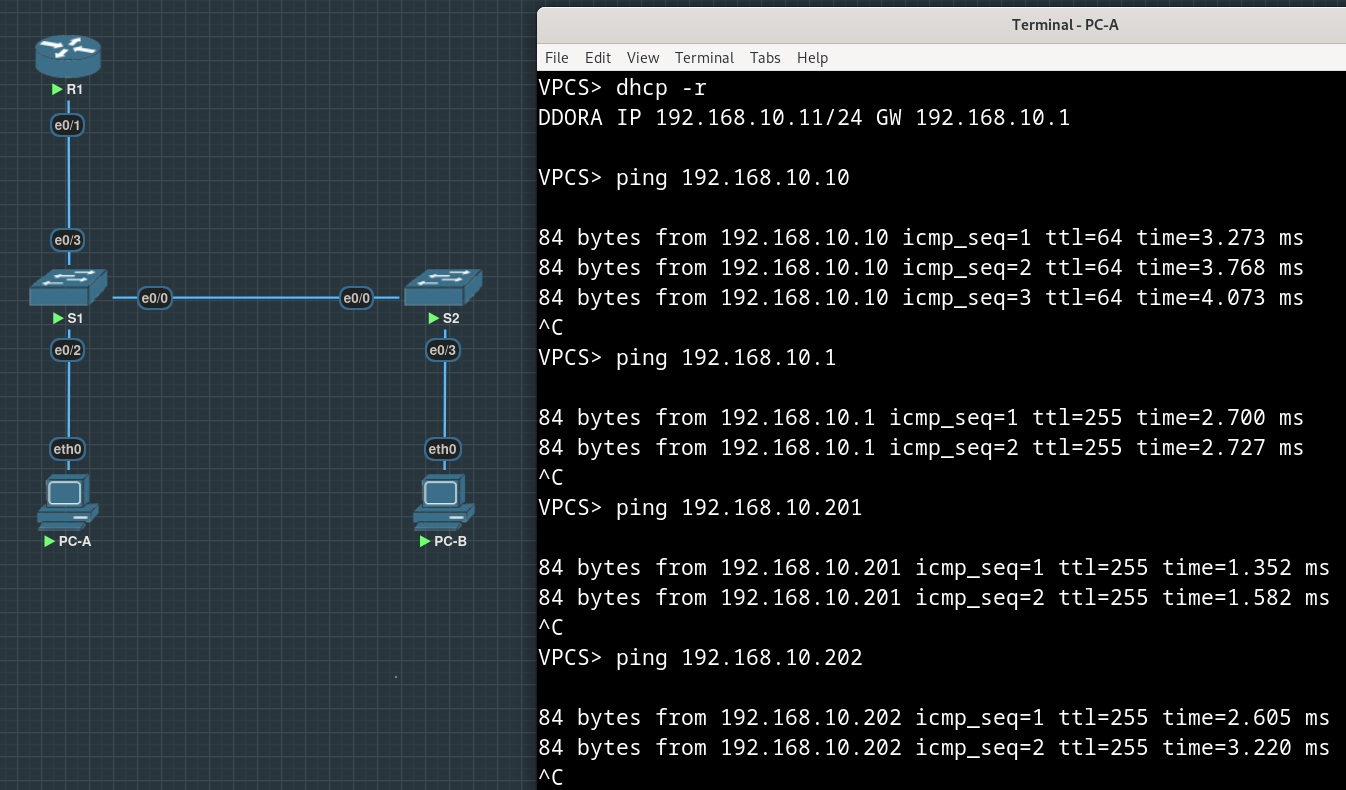 R1
e0/1
e0/3
S1
e0/0
e0/0
S2
e0/2
e0/3
eth0
eth0
PC-A
PC-B
Terminal - PC-A
File Edit View Terminal Tabs Help
VPCS> dhcp -r
DDORA IP 192.168.10.11/24 GW 192.168.10.1
VPCS> ping 192.168.10.10
84 bytes from 192.168.10.10 icmp_seq=1 ttl=64 time=3.273 ms
84 bytes from 192.168.10.10 icmp_seq=2 ttl=64 time=3.768 ms
84 bytes from 192.168.10.10 icmp_seq=3 ttl=64 time=4.073 ms
^C
VPCS> ping 192.168.10.1
84 bytes from 192.168.10.1 icmp_seq=1 ttl=255 time=2.700 ms
84 bytes from 192.168.10.1 icmp_seq=2 ttl=255 time=2.727 ms
^C
VPCS> ping 192.168.10.201
84 bytes from 192.168.10.201 icmp_seq=1 ttl=255 time=1.352 ms
84 bytes from 192.168.10.201 icmp_seq=2 ttl=255 time=1.582 ms
^C
VPCS> ping 192.168.10.202
84 bytes from 192.168.10.202 icmp_seq=1 ttl=255 time=2.605 ms
84 bytes from 192.168.10.202 icmp_seq=2 ttl=255 time=3.220 ms
^C